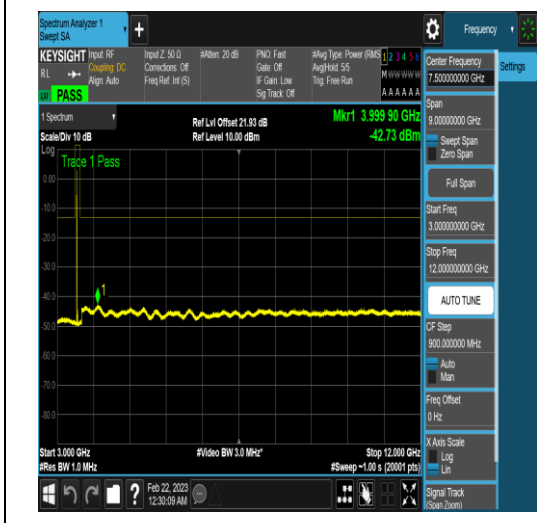 Spectrum Analyzer 1
Swept SA
+
Frequency
KEYSIGHT Input: RF Input Z: 50 Ω #Atten: 20 dB PNO: Fast #Avg Type: Power (RMS 1 2 3 4 5 6
RL Coupling: DC Corrections: Off Gate: Off Avg|Hold: 5/5 M W W W W W
Align: Auto Freq Ref: Int (S) IF Gain: Low Trig: Free Run
Sig Track: Off A A A A A A
PASS
1 Spectrum
Scale/Div 10 dB
Ref Lvl Offset 21.93 dB
Ref Level 10.00 dBm
Mkr1 3.999 90 GHz
-42.73 dBm
Log
Trace 1 Pass
0.00
-10.0
-20.0
-30.0
-40.0
-50.0
-60.0
-70.0
-80.0
1
Start 3.000 GHz
#Res BW 1.0 MHz
#Video BW 3.0 MHz*
Stop 12.000 GHz
#Sweep ~1.00 s (20001 pts)
Feb 22, 2023
12:30:09 AM
?
Settings
Center Frequency
7.500000000 GHz
Span
9.00000000 GHz
Swept Span
Zero Span
Full Span
Start Freq
3.000000000 GHz
Stop Freq
12.000000000 GHz
AUTO TUNE
CF Step
900.000000 MHz
Auto
Man
Freq Offset
0 Hz
X Axis Scale
Log
Lin
Signal Track
(Span Zoom)